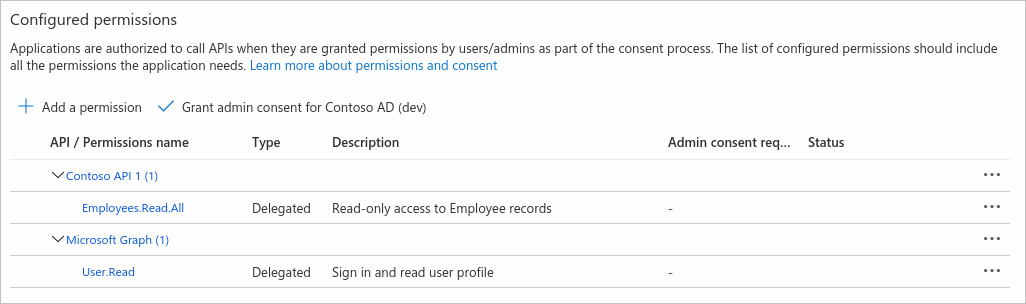 Configured permissions
Applications are authorized to call APIs when they are granted permissions by users/admins as part of the consent process. The list of configured permissions should include
all the permissions the application needs. Learn more about permissions and consent
Add a permission Grant admin consent for Contoso AD (dev)
API / Permissions name Type Description Admin consent req... Status
Contoso API 1 (1) ...
Employees.Read.All Delegated Read-only access to Employee records - ...
Microsoft Graph (1) ...
User.Read Delegated Sign in and read user profile - ...